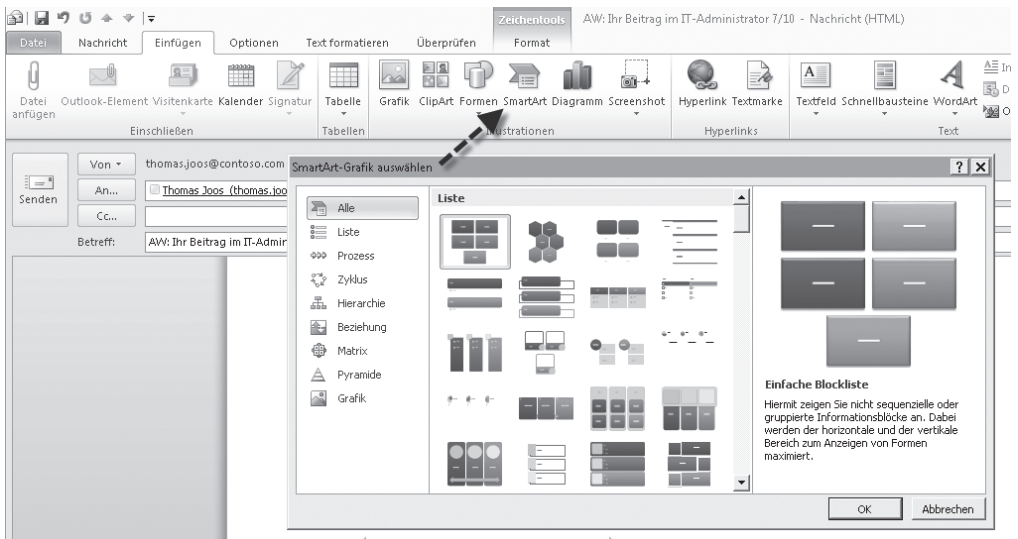 Zeichentools AW: Ihr Beitrag im IT-Administrator 7/10 - Nachricht (HTML)
Datei Nachricht Einfügen Optionen Text formatieren Überprüfen Format
Datei anfügen Outlook-Element Visitenkarte Kalender Signatur Tabelle Grafik ClipArt Formen SmartArt Diagramm Screenshot Hyperlink Textmarke Textfeld Schnellbausteine WordArt
Einschließen Tabellen Illustrationen Hyperlinks Text
Senden
Von thomas.joos@contoso.com
An... Thomas Joos (thomas.joo
Cc...
Betreff: AW: Ihr Beitrag im IT-Admir
SmartArt-Grafik auswählen
Alle
Liste
Prozess
Zyklus
Hierarchie
Beziehung
Matrix
Pyramide
Grafik
Liste
Einfache Blockliste
Hiermit zeigen Sie nicht sequenzielle oder
gruppierte Informationsblöcke an. Dabei
werden der horizontale und der vertikale
Bereich zum Anzeigen von Formen
maximiert.
OK Abbrechen